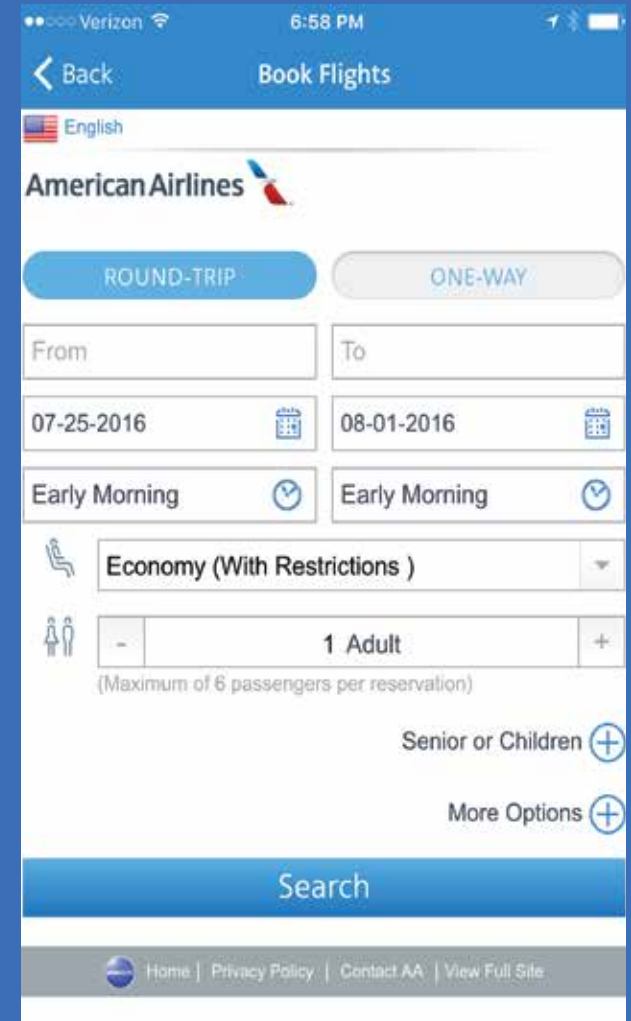 Verizon 6:58 PM
Back Book Flights
English
American Airlines
ROUND-TRIP ONE-WAY
From To
07-25-2016 08-01-2016
Early Morning Early Morning
Economy (With Restrictions )
- 1 Adult +
(Maximum of 6 passengers per reservation)
Senior or Children
More Options
Search
Home | Privacy Policy | Contact AA | View Full Site